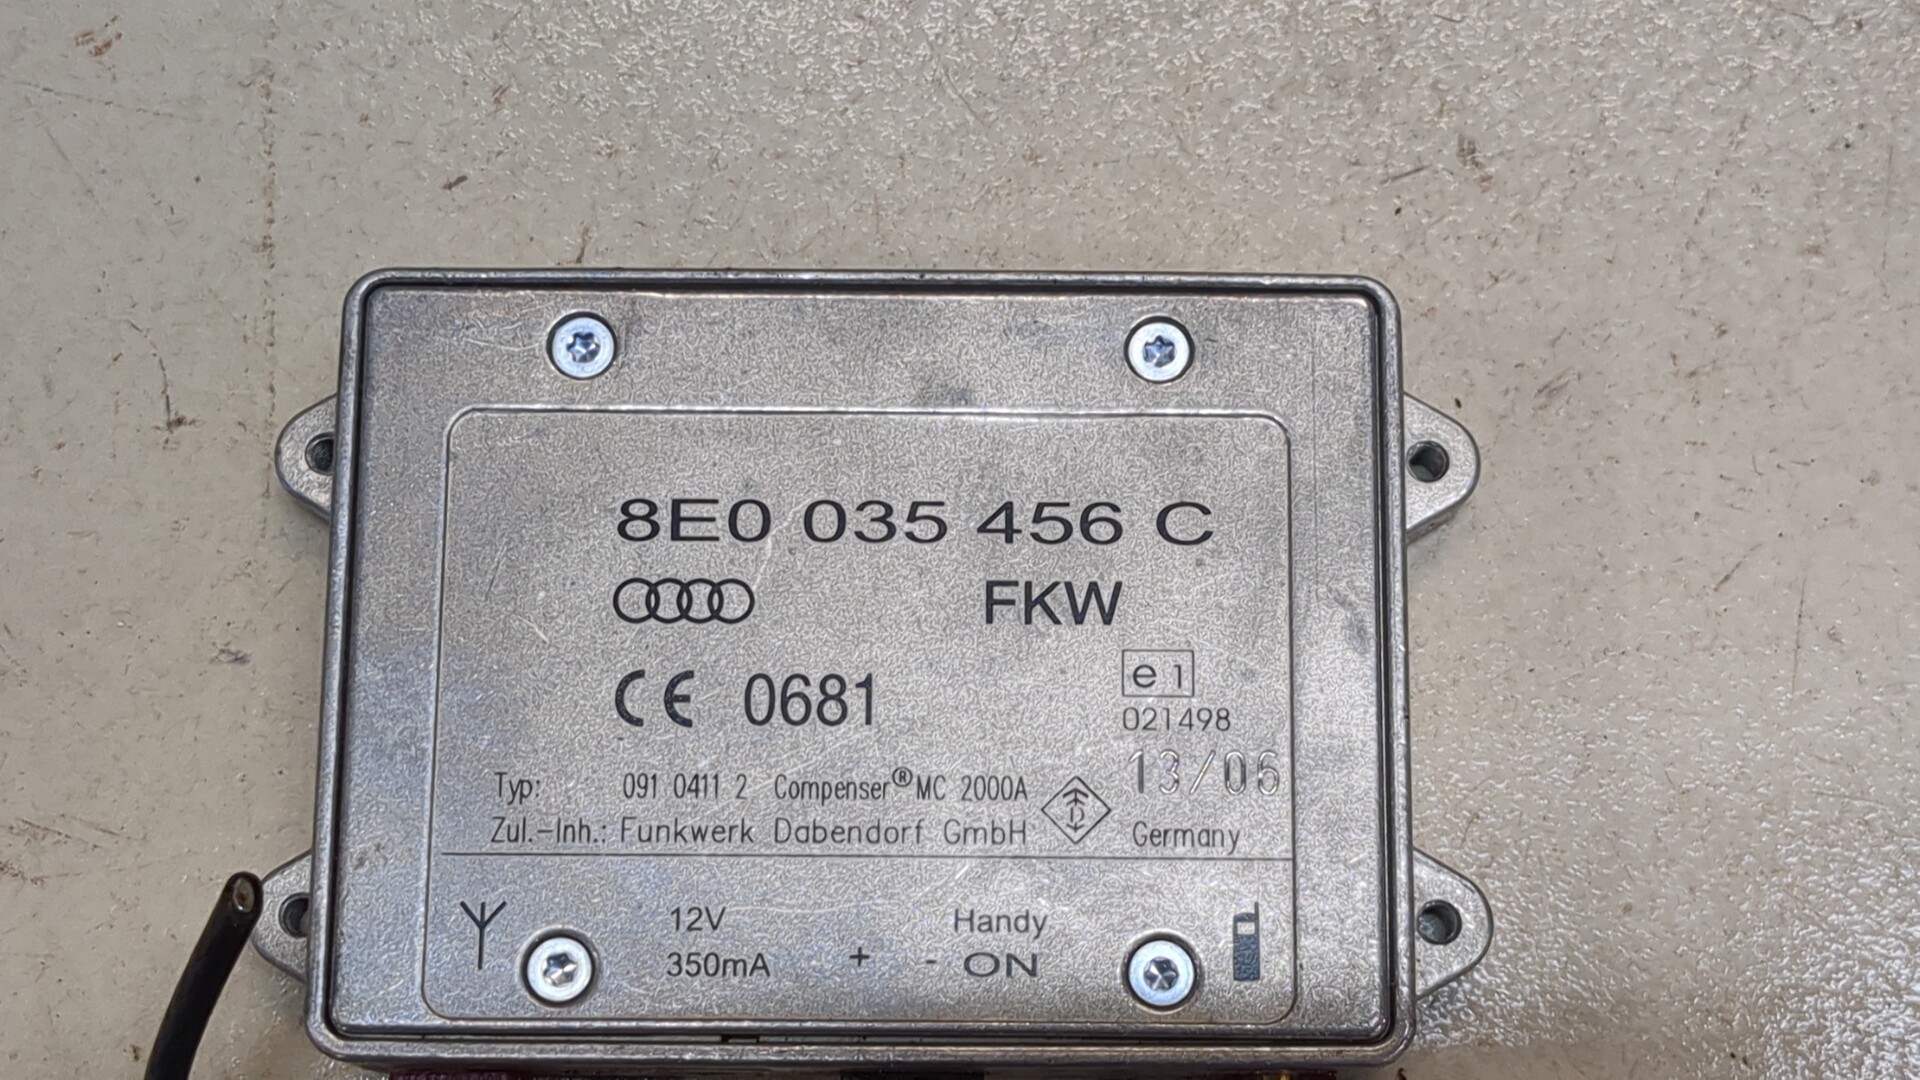 8E0 035 456 C
FKW
CE 0681
e1
021498
13/06
Typ: 091 0411 2 Compenser® MC 2000A
Zul.-Inh.: Funkwerk Dabendorf GmbH
Germany
12V Handy
350mA + - ON